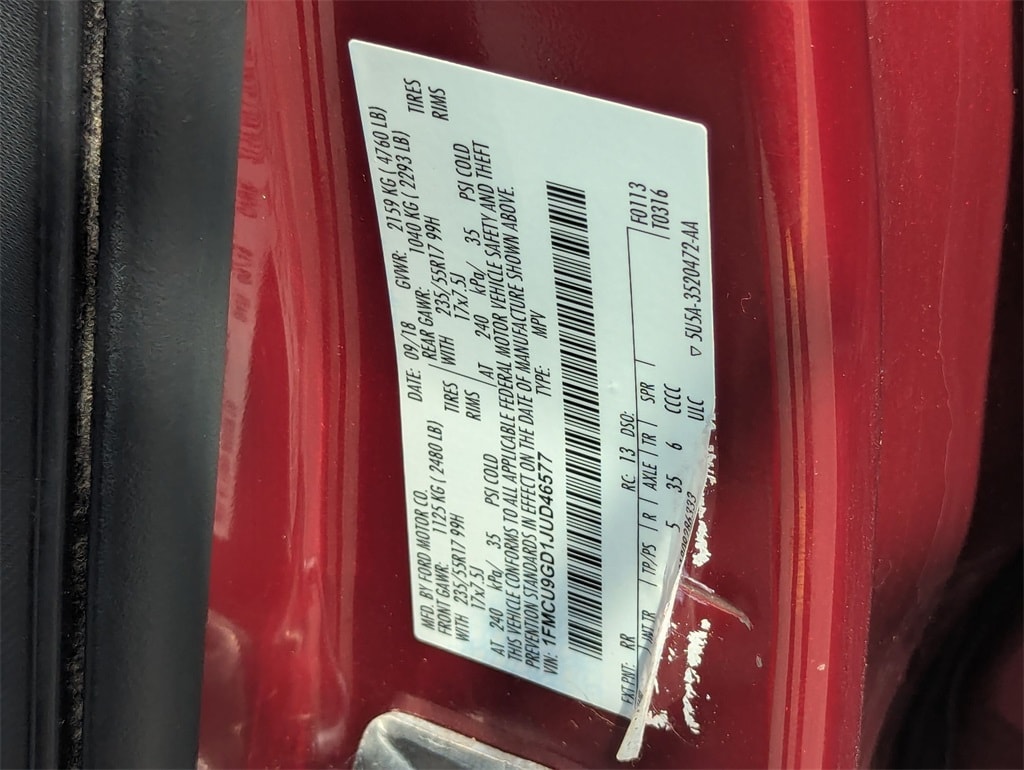 MFD. BY FORD MOTOR CO. DATE: 09/18 GVWR: 2159 KG ( 4760 LB)
FRONT GAWR: 1125 KG ( 2480 LB) REAR GAWR: 1040 KG ( 2293 LB)
WITH 235/55R17 99H TIRES WITH 235/55R17 99H TIRES
17x7.5J RIMS 17x7.5J RIMS
AT 240 kPa/ 35 PSI COLD AT 240 kPa/ 35 PSI COLD
THIS VEHICLE CONFORMS TO ALL APPLICABLE FEDERAL MOTOR VEHICLE SAFETY AND THEFT
PREVENTION STANDARDS IN EFFECT ON THE DATE OF MANUFACTURE SHOWN ABOVE.
VIN: 1FMCU9GD1JUD46577 TYPE: MPV
EXT PNT: RR RC: 13 DSO: F0113
INT TR TP/PS R AXLE TR SPR T0316
5 35 6 CCCC
ULC ▽ 5U5A-3520472-AA